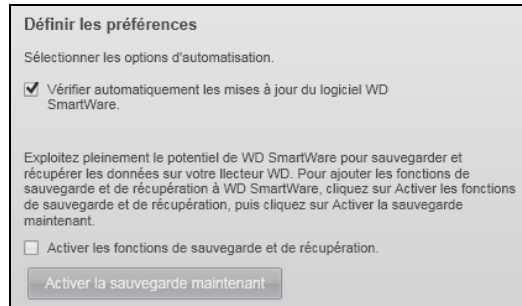 Définir les préférences
Sélectionner les options d'automatisation.
Vérifier automatiquement les mises à jour du logiciel WD
SmartWare.
Exploitez pleinement le potentiel de WD SmartWare pour sauvegarder et
récupérer les données sur votre llecteur WD. Pour ajouter les fonctions de
sauvegarde et de récupération à WD SmartWare, cliquez sur Activer les fonctions
de sauvegarde et de récupération, puis cliquez sur Activer la sauvegarde
maintenant.
Activer les fonctions de sauvegarde et de récupération.
Activer la sauvegarde maintenant